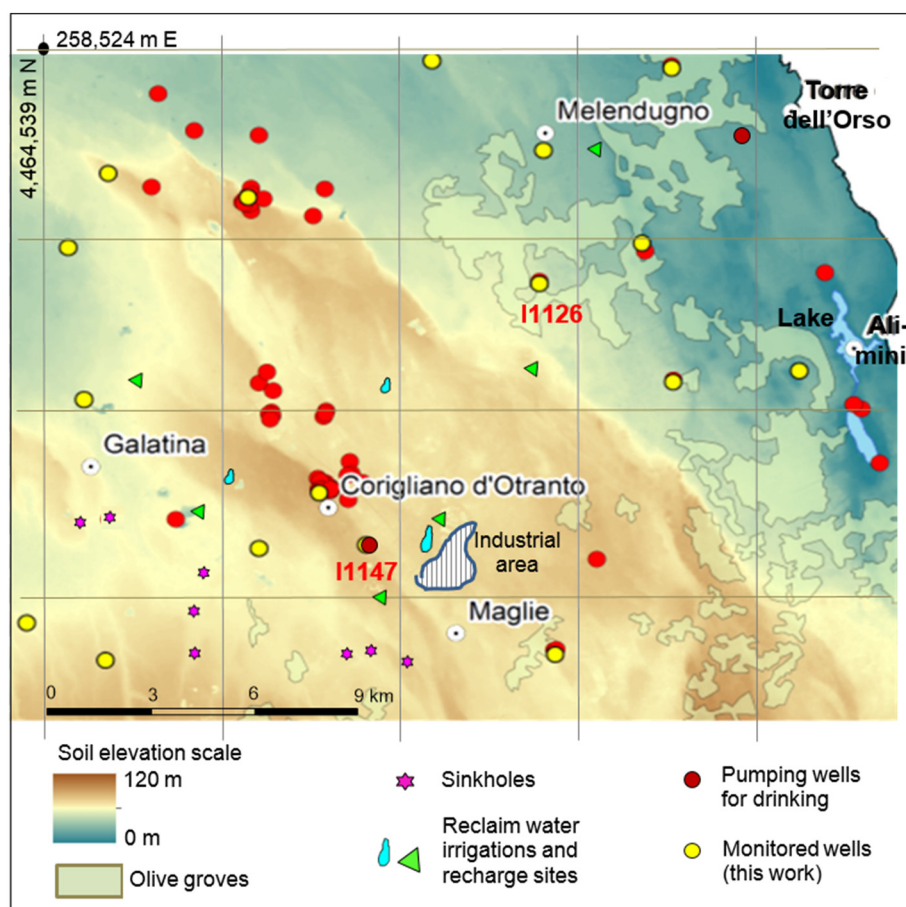 258,524 m E
4,464,539 m N
Torre
dell'Orso
Melendugno
I1126
Lake
Ali-
mini
Galatina
Corigliano d'Otranto
I1147
Industrial
area
Maglie
0 3 6 9 km
Soil elevation scale
120 m
0 m
Olive groves
Sinkholes
Reclaim water
irrigations and
recharge sites
Pumping wells
for drinking
Monitored wells
(this work)